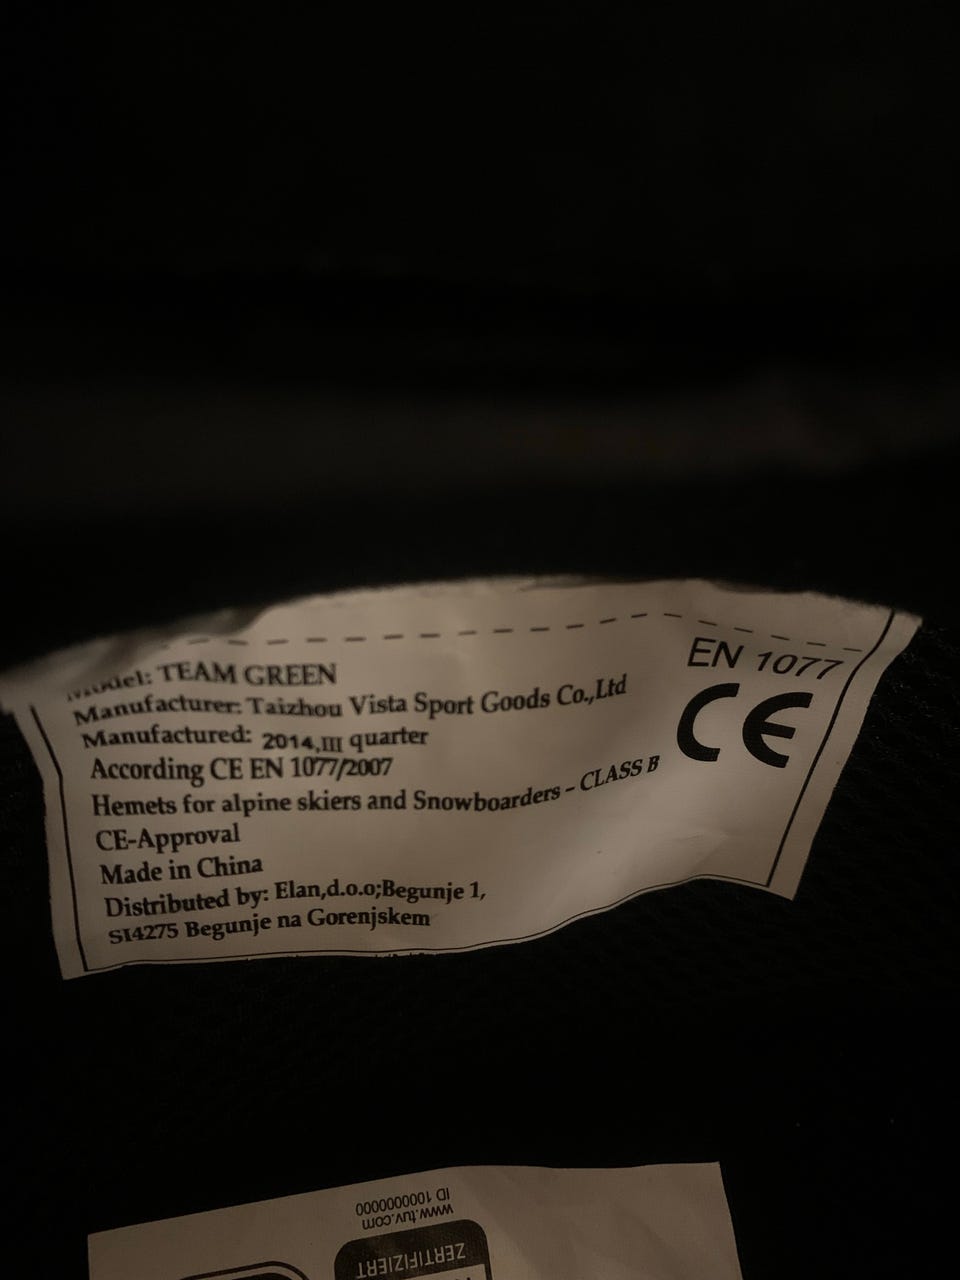 Model: TEAM GREEN
Manufacturer: Taizhou Vista Sport Goods Co.,Ltd
Manufactured: 2014,III quarter
According CE EN 1077/2007
Hemets for alpine skiers and Snowboarders - CLASS B
CE-Approval
Made in China
Distributed by: Elan,d.o.o;Begunje 1,
SI4275 Begunje na Gorenjskem
EN 1077
CE
ZERTIFIZIERT
www.tuv.com
ID 1000000000